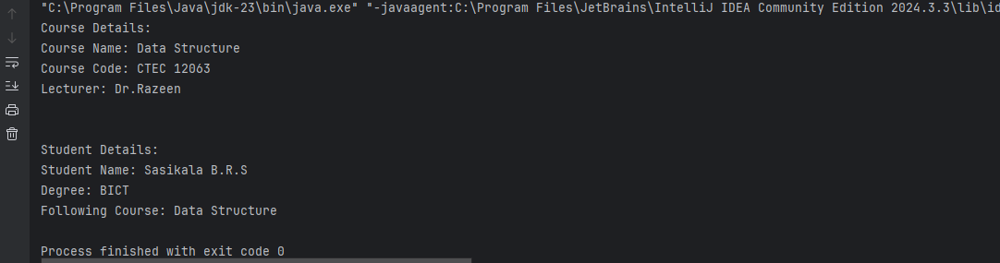 "C:\Program Files\Java\jdk-23\bin\java.exe" "-javaagent:C:\Program Files\JetBrains\IntelliJ IDEA Community Edition 2024.3.3\lib\id
Course Details:
Course Name: Data Structure
Course Code: CTEC 12063
Lecturer: Dr.Razeen
Student Details:
Student Name: Sasikala B.R.S
Degree: BICT
Following Course: Data Structure
Process finished with exit code 0